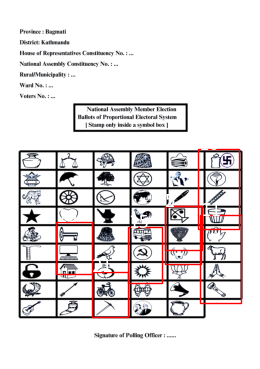 Province : Bagmati
District: Kathmandu
House of Representatives Constituency No. : ...
National Assembly Constituency No. : ...
Rural/Municipality : ...
Ward No. : ...
Voters No. : ...
National Assembly Member Election
Ballots of Proportional Electoral System
[ Stamp only inside a symbol box ]
Signature of Polling Officer : ......